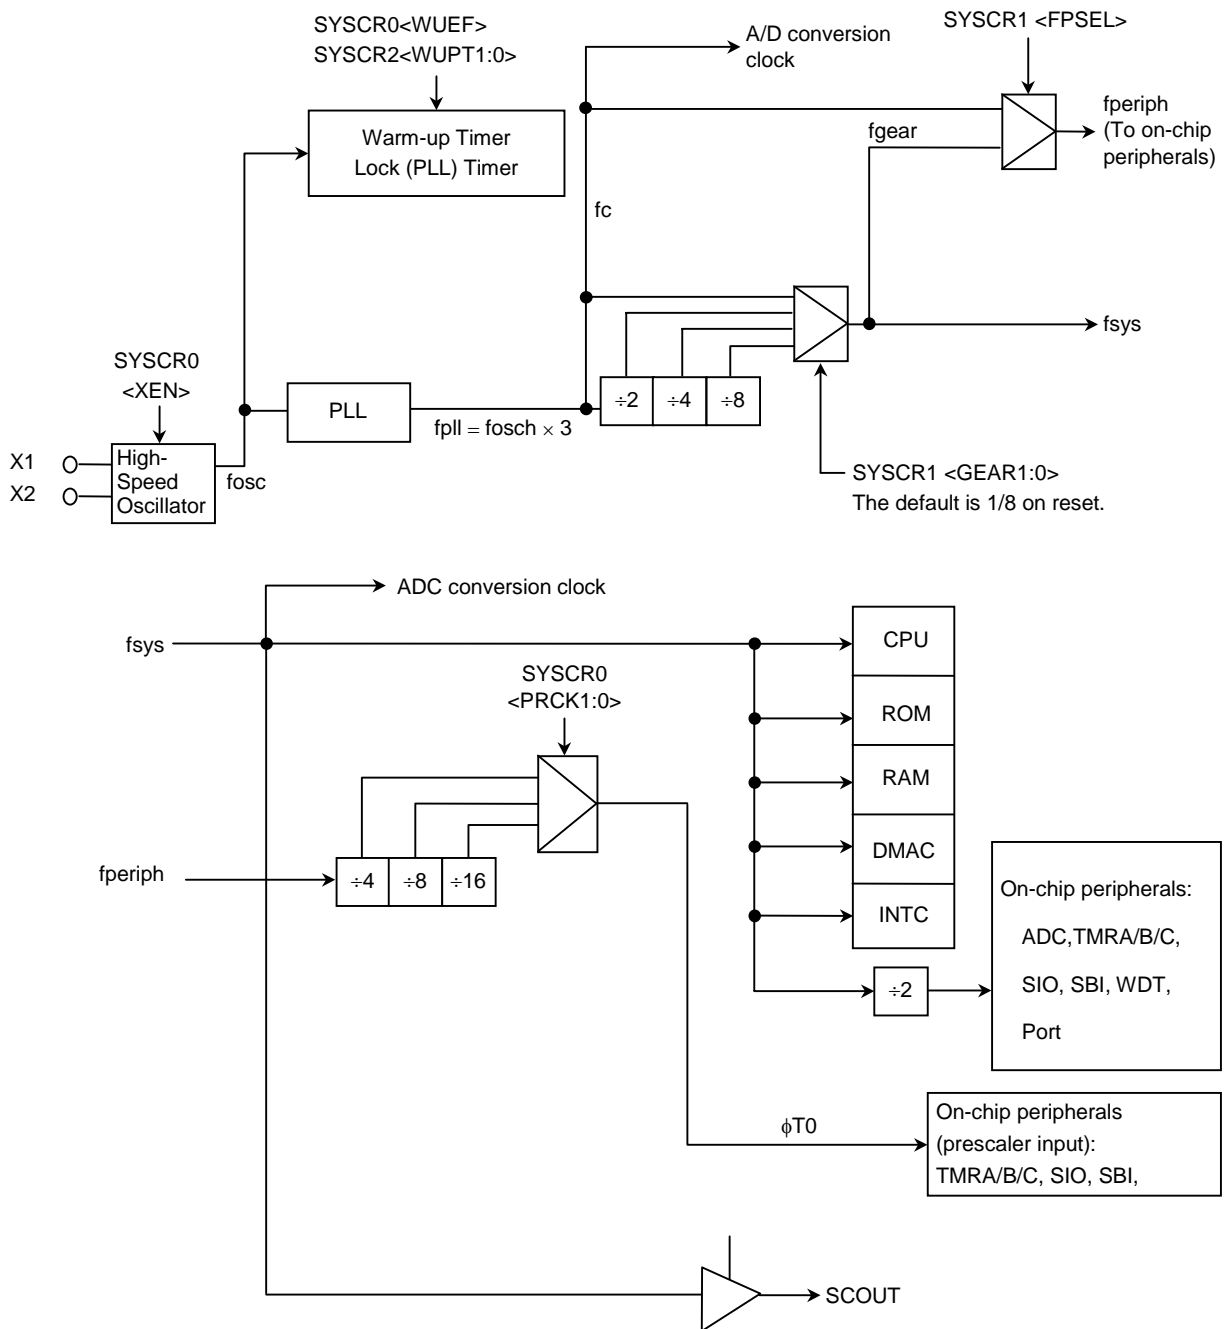 SYSCR0<WUEF>
SYSCR2<WUPT1:0>
A/D conversion
clock
SYSCR1 <FPSEL>
Warm-up Timer
Lock (PLL) Timer
fgear
fperiph
(To on-chip
peripherals)
fc
fsys
SYSCR0
<XEN>
PLL
÷2
÷4
÷8
fpll = fosch × 3
X1
X2
High-
Speed
Oscillator
fosc
SYSCR1 <GEAR1:0>
The default is 1/8 on reset.
ADC conversion clock
fsys
SYSCR0
<PRCK1:0>
CPU
ROM
RAM
DMAC
INTC
fperiph
÷4
÷8
÷16
÷2
On-chip peripherals:
ADC,TMRA/B/C,
SIO, SBI, WDT,
Port
ϕT0
On-chip peripherals
(prescaler input):
TMRA/B/C, SIO, SBI,
SCOUT